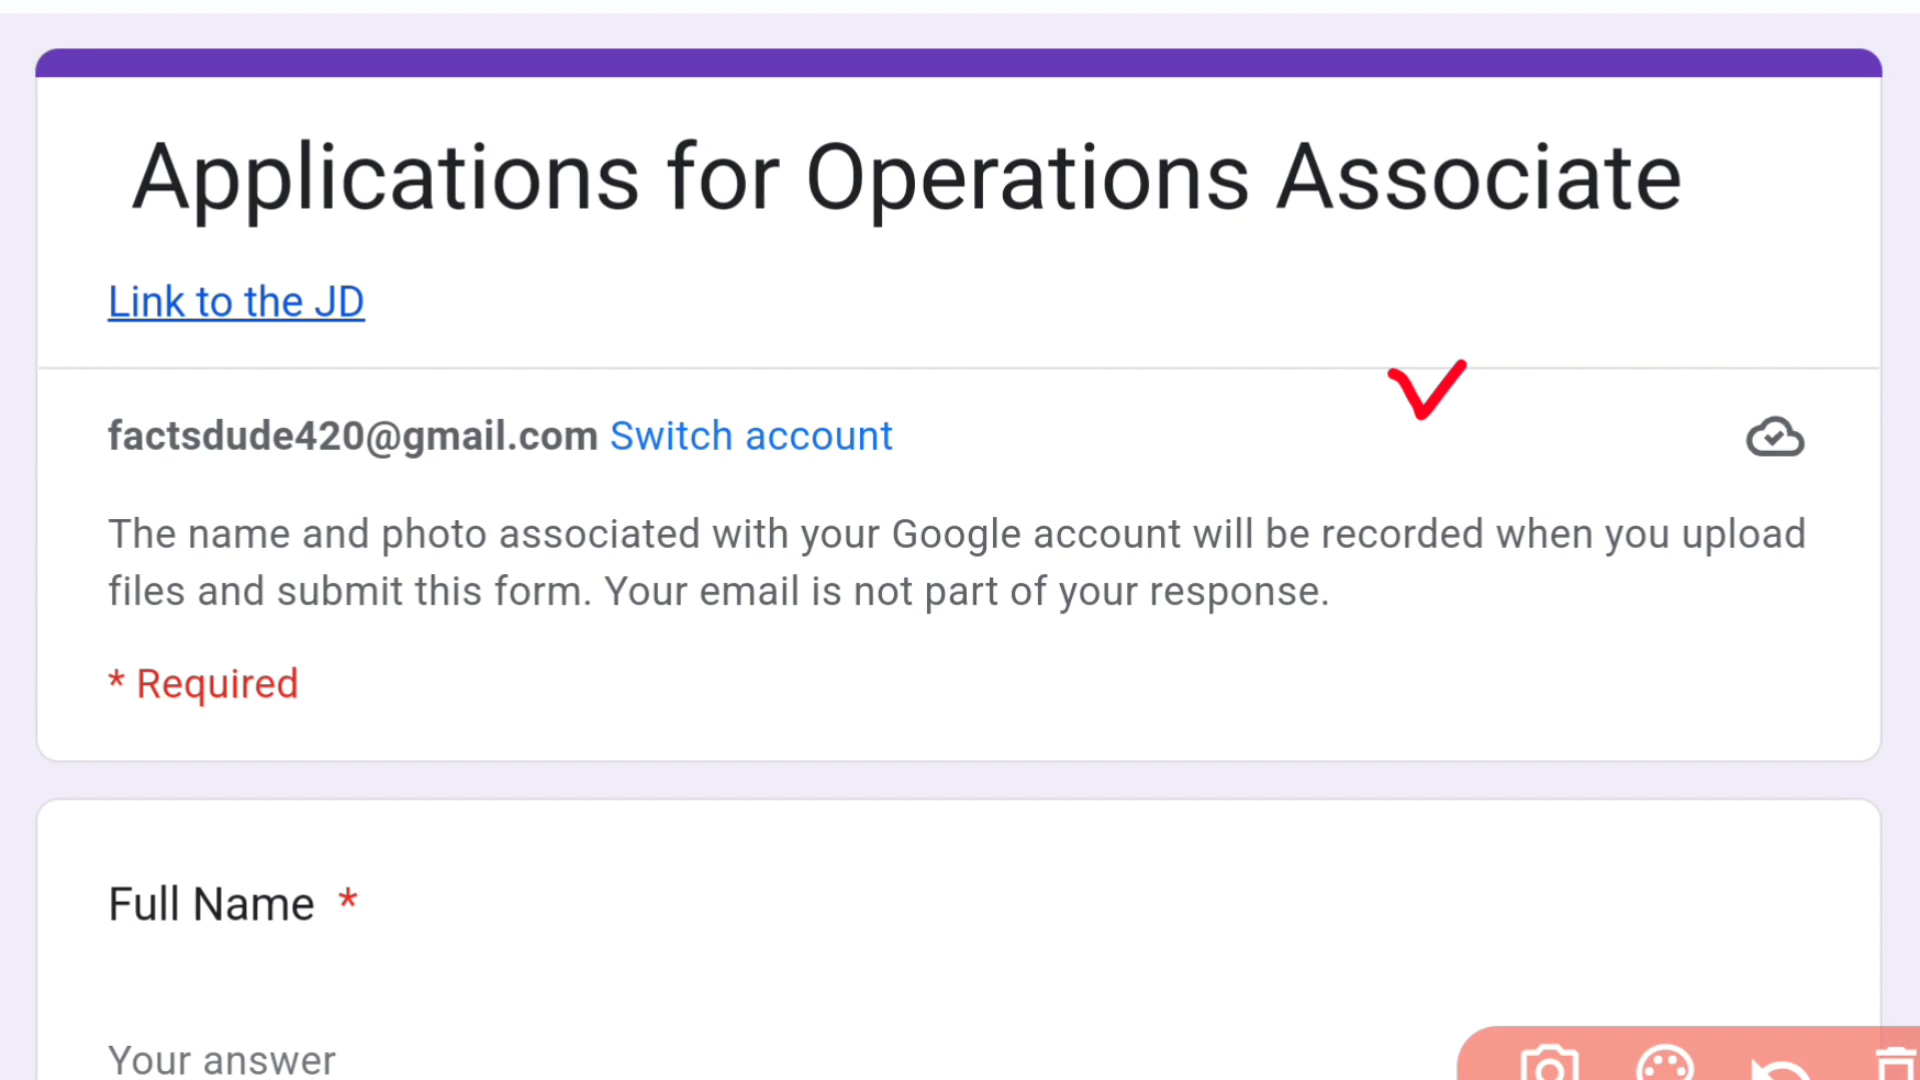 Applications for Operations Associate
Link to the JD
factsdude420@gmail.com Switch account
The name and photo associated with your Google account will be recorded when you upload
files and submit this form. Your email is not part of your response.
* Required
Full Name *
Your answer